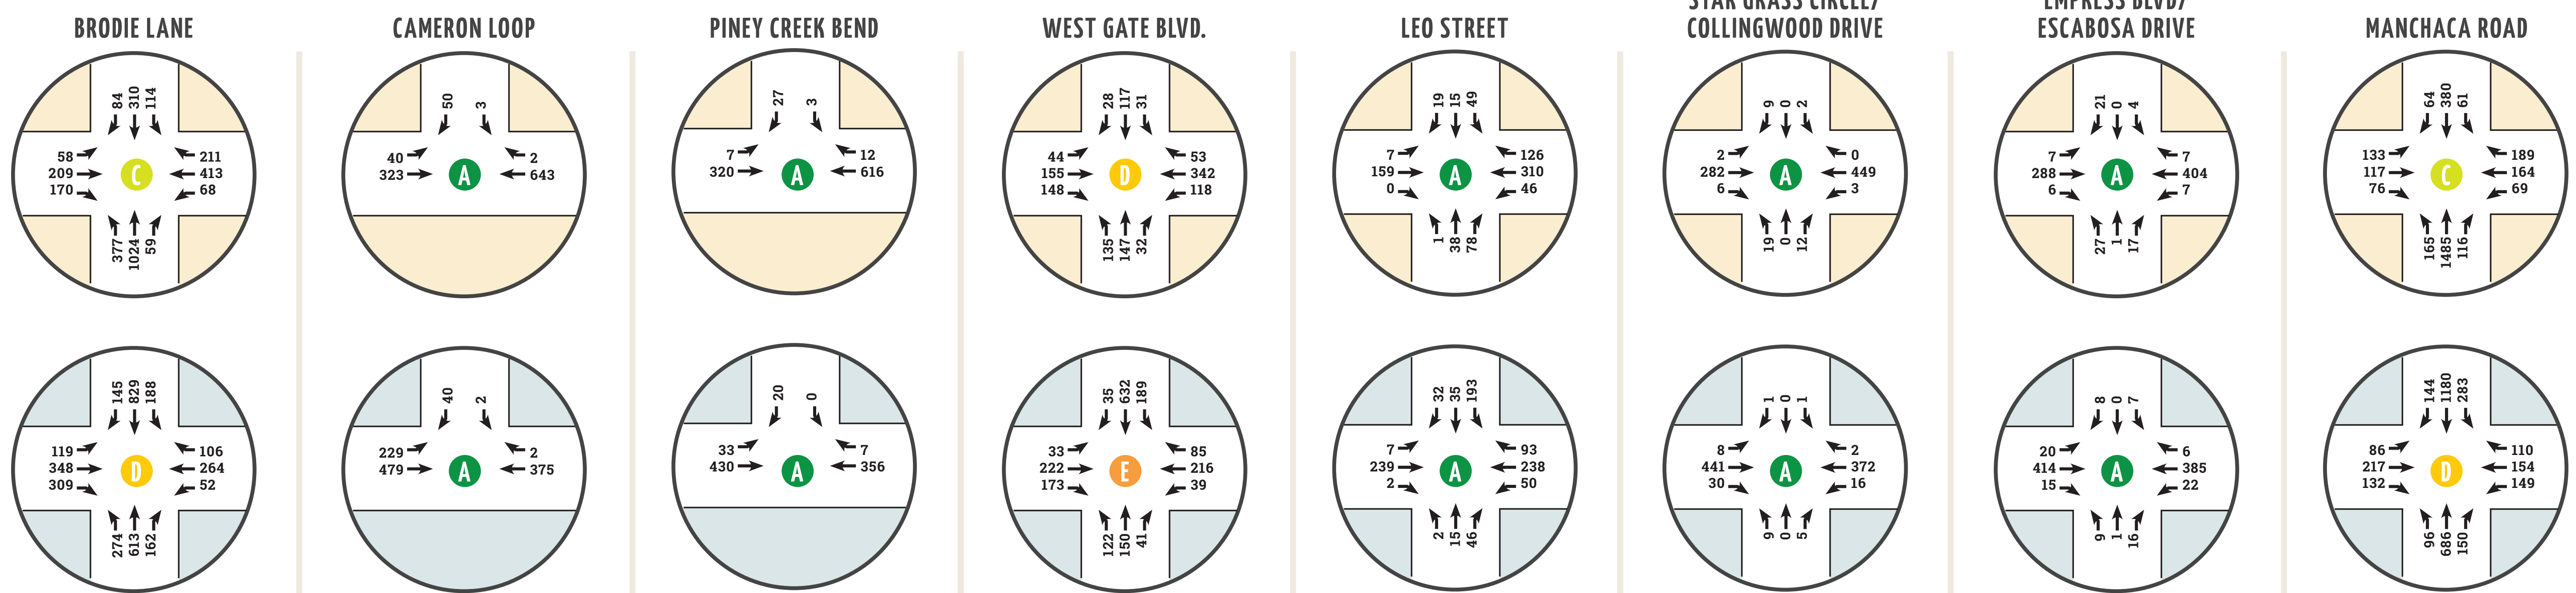 BRODIE LANE
CAMERON LOOP
PINEY CREEK BEND
WEST GATE BLVD.
LEO STREET
STAR GRASS CIRCLE/
COLLINGWOOD DRIVE
EMPRESS BLVD/
ESCABOSA DRIVE
MANCHACA ROAD
84 310 114
58
209
170
C
211
413
68
377 1024 59
50 3
40
323
A
2
643
27 3
7
320
A
12
616
28 117 31
44
155
148
D
53
342
118
135 147 32
19 15 49
7
159
0
A
126
310
46
1 38 78
9 0 2
2
282
6
A
0
449
3
19 0 12
21 0 4
7
288
6
A
7
404
7
27 1 17
64 380 61
133
117
76
C
189
164
69
165 1485 116
145 829 188
119
348
309
D
106
264
52
274 613 162
40 2
229
479
A
2
375
20 0
33
430
A
7
356
35 632 189
33
222
173
E
85
216
39
122 150 41
32 35 193
7
239
2
A
93
238
50
2 15 46
1 0 1
8
441
30
A
2
372
16
9 0 5
8 0 7
20
414
15
A
6
385
22
9 1 16
144 1180 283
86
217
132
D
110
154
149
96 686 150